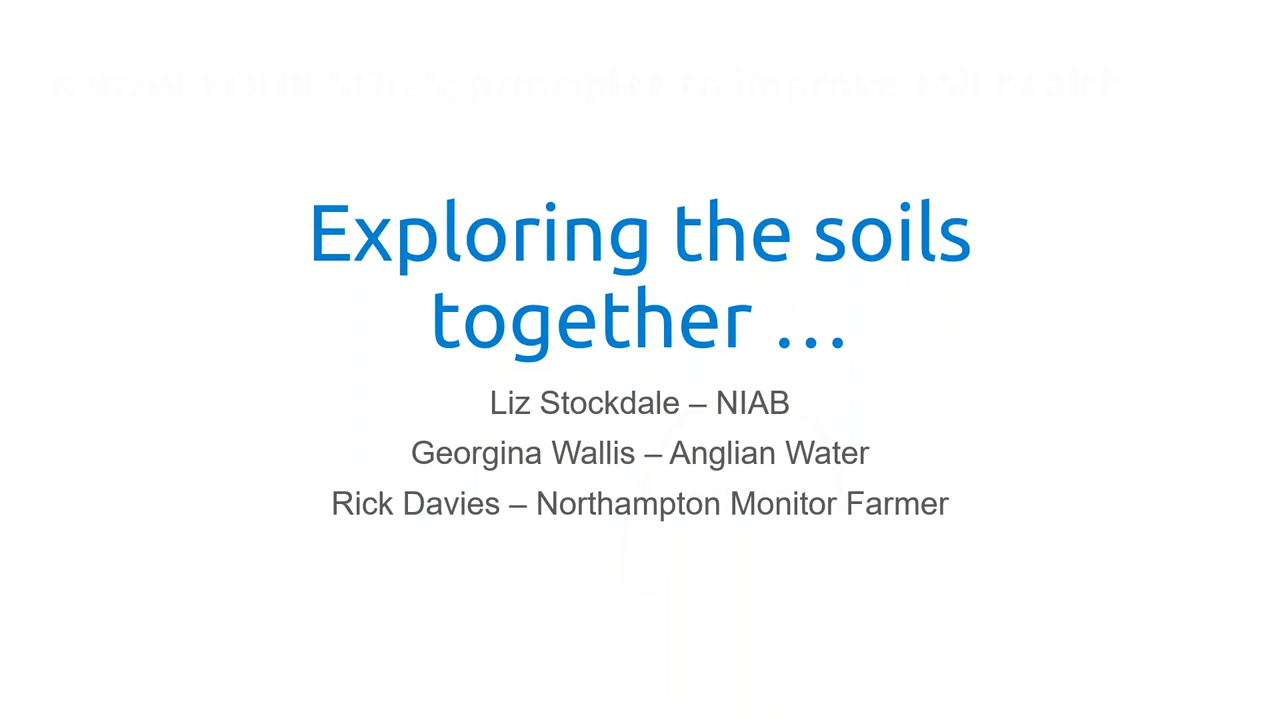 Exploring the soils
together …
Liz Stockdale – NIAB
Georgina Wallis – Anglian Water
Rick Davies – Northampton Monitor Farmer